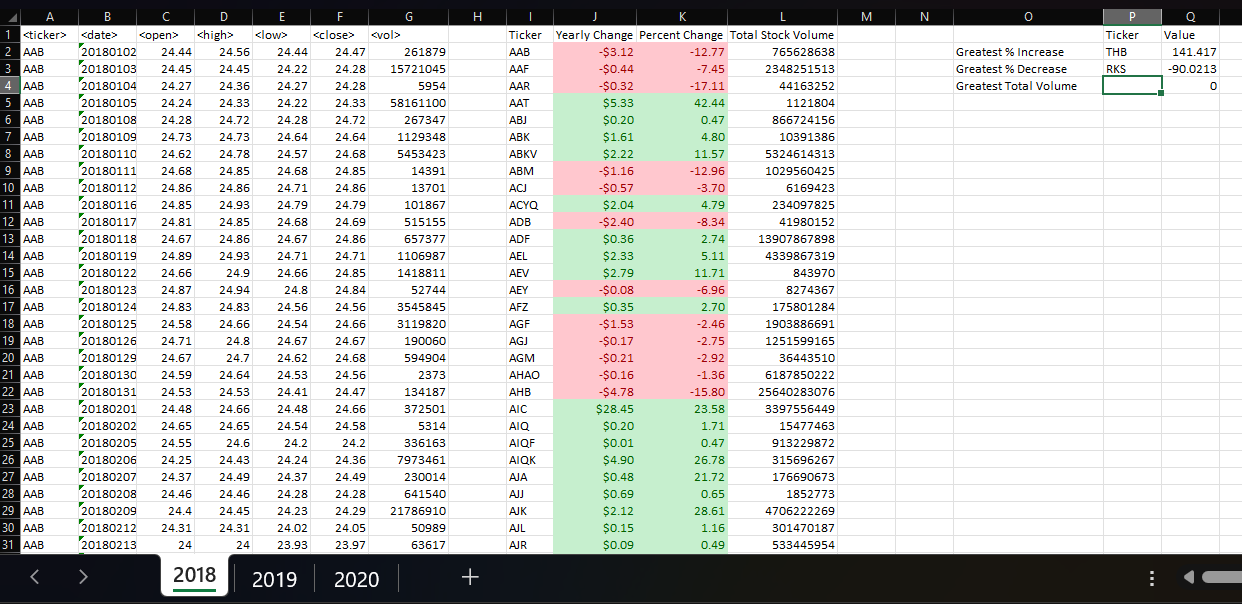 A B C D E F G H I J K L M N O P Q
1 <ticker> <date> <open> <high> <low> <close> <vol> Ticker Yearly Change Percent Change Total Stock Volume Ticker Value
2 AAB 20180102 24.44 24.56 24.44 24.47 261879 AAB -$3.12 -12.77 765628638 Greatest % Increase THB 141.417
3 AAB 20180103 24.45 24.45 24.22 24.28 15721045 AAF -$0.44 -7.45 2348251513 Greatest % Decrease RKS -90.0213
4 AAB 20180104 24.27 24.36 24.27 24.28 5954 AAR -$0.32 -17.11 44163252 Greatest Total Volume 0
5 AAB 20180105 24.24 24.33 24.22 24.33 58161100 AAT $5.33 42.44 1121804
6 AAB 20180108 24.28 24.72 24.28 24.72 267347 ABJ $0.20 0.47 866724156
7 AAB 20180109 24.73 24.73 24.64 24.64 1129348 ABK $1.61 4.80 10391386
8 AAB 20180110 24.62 24.78 24.57 24.68 5453423 ABKV $2.22 11.57 5324614313
9 AAB 20180111 24.68 24.85 24.68 24.85 14391 ABM -$1.16 -12.96 1029560425
10 AAB 20180112 24.86 24.86 24.71 24.86 13701 ACJ -$0.57 -3.70 6169423
11 AAB 20180116 24.85 24.93 24.79 24.79 101867 ACYQ $2.04 4.79 234097825
12 AAB 20180117 24.81 24.85 24.68 24.69 515155 ADB -$2.40 -8.34 41980152
13 AAB 20180118 24.67 24.86 24.67 24.86 657377 ADF $0.36 2.74 13907867898
14 AAB 20180119 24.89 24.93 24.71 24.71 1106987 AEL $2.33 5.11 4339867319
15 AAB 20180122 24.66 24.9 24.66 24.85 1418811 AEV $2.79 11.71 843970
16 AAB 20180123 24.87 24.94 24.8 24.84 52744 AEY -$0.08 -6.96 8274367
17 AAB 20180124 24.83 24.83 24.56 24.56 3545845 AFZ $0.35 2.70 175801284
18 AAB 20180125 24.58 24.66 24.54 24.66 3119820 AGF -$1.53 -2.46 1903886691
19 AAB 20180126 24.71 24.8 24.67 24.67 190060 AGJ -$0.17 -2.75 1251599165
20 AAB 20180129 24.67 24.7 24.62 24.68 594904 AGM -$0.21 -2.92 36443510
21 AAB 20180130 24.59 24.64 24.53 24.56 2373 AHAO -$0.16 -1.36 6187850222
22 AAB 20180131 24.53 24.53 24.41 24.47 134187 AHB -$4.78 -15.80 25640283076
23 AAB 20180201 24.48 24.66 24.48 24.66 372501 AIC $28.45 23.58 3397556449
24 AAB 20180202 24.65 24.65 24.54 24.58 5314 AIQ $0.20 1.71 15477463
25 AAB 20180205 24.55 24.6 24.2 24.2 336163 AIQF $0.01 0.47 913229872
26 AAB 20180206 24.25 24.43 24.24 24.36 7973461 AIQK $4.90 26.78 315696267
27 AAB 20180207 24.37 24.49 24.37 24.49 230014 AJA $0.48 21.72 176690673
28 AAB 20180208 24.46 24.46 24.28 24.28 641540 AJJ $0.69 0.65 1852773
29 AAB 20180209 24.4 24.45 24.23 24.29 21786910 AJK $2.12 28.61 4706222269
30 AAB 20180212 24.31 24.31 24.02 24.05 50989 AJL $0.15 1.16 301470187
31 AAB 20180213 24 24 23.93 23.97 63617 AJR $0.09 0.49 533445954
2018 2019 2020